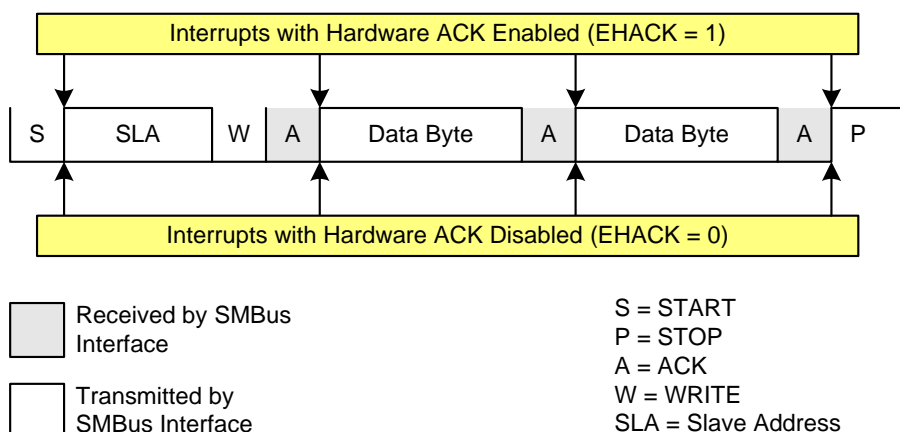 Interrupts with Hardware ACK Enabled (EHACK = 1)
S SLA W A Data Byte A Data Byte A P
Interrupts with Hardware ACK Disabled (EHACK = 0)
Received by SMBus
Interface
Transmitted by
SMBus Interface
S = START
P = STOP
A = ACK
W = WRITE
SLA = Slave Address